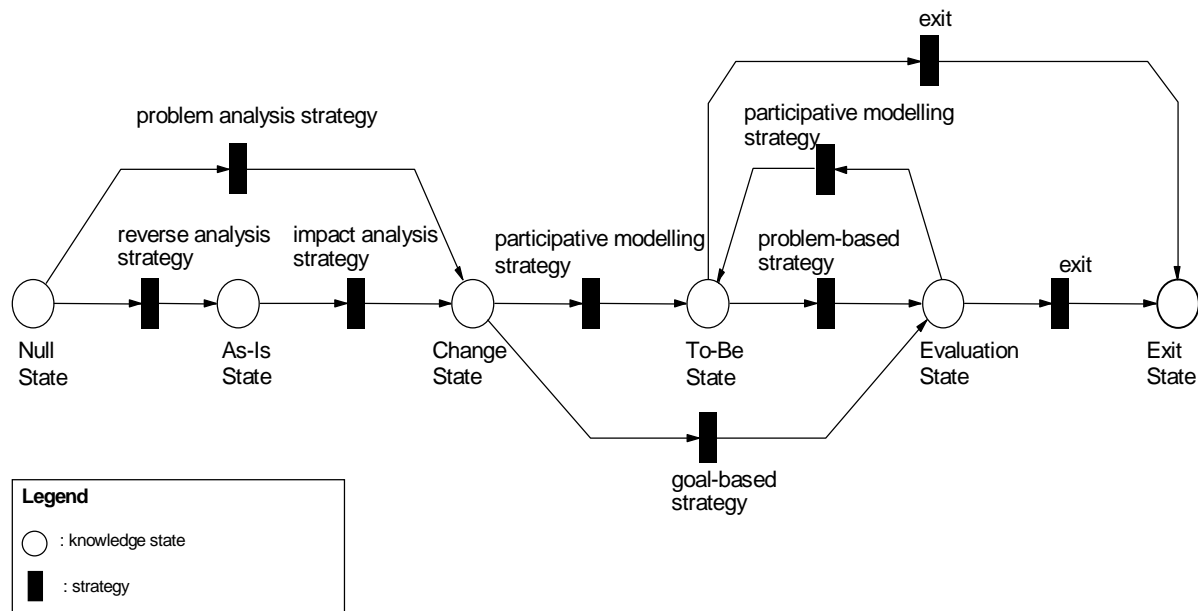 exit
participative modelling
strategy
problem analysis strategy
reverse analysis
strategy
impact analysis
strategy
participative modelling
strategy
problem-based
strategy
exit
Null
State
As-Is
State
Change
State
To-Be
State
Evaluation
State
Exit
State
goal-based
strategy
Legend
: knowledge state
: strategy